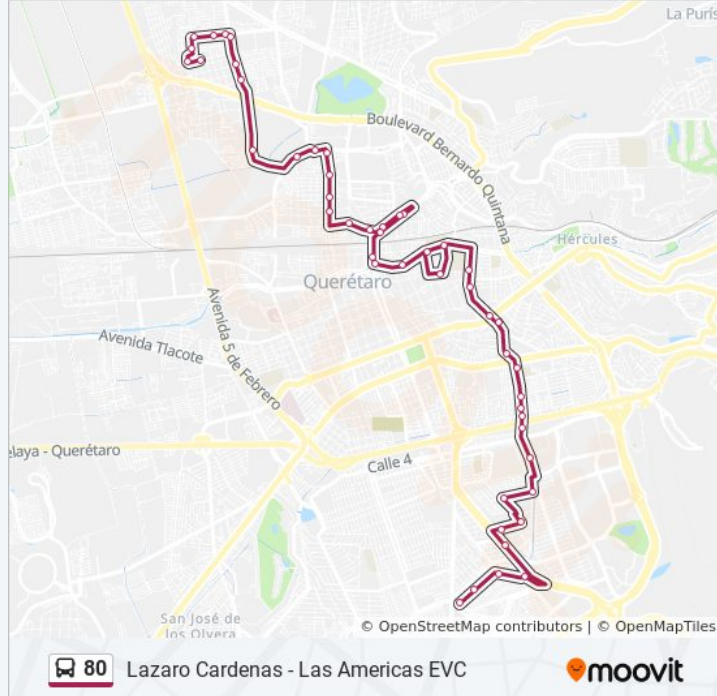 La Purís
Boulevard Bernardo Quintana
Hércules
Querétaro
Avenida 5 de Febrero
Avenida Tlacote
elaya - Querétaro
Calle 4
San José de
los Olvera
© OpenStreetMap contributors | © OpenMapTiles
80 Lazaro Cardenas - Las Americas EVC moovit